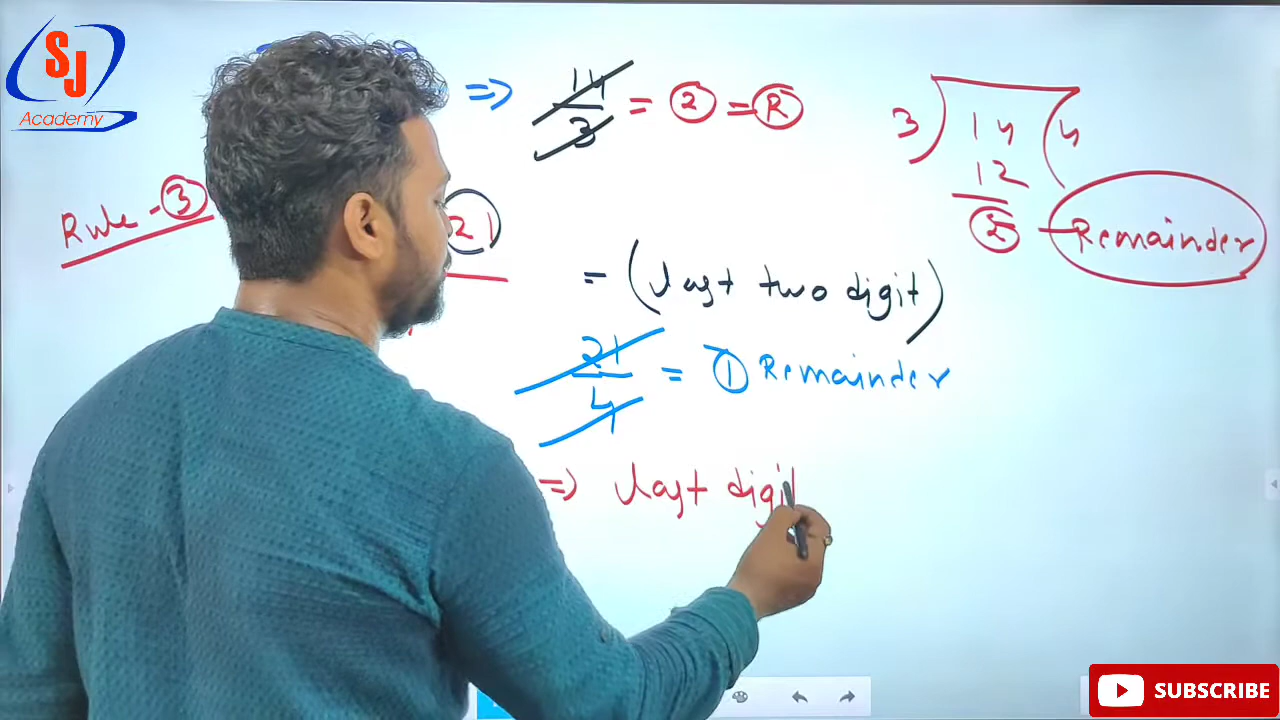 SJ
Academy
=> 14/3 = 2 = R
3) 14 (4
12
2 - Remainder
Rule - 3
21
= (last two digit)
21/4 = 1 Remainder
=> last digit
SUBSCRIBE